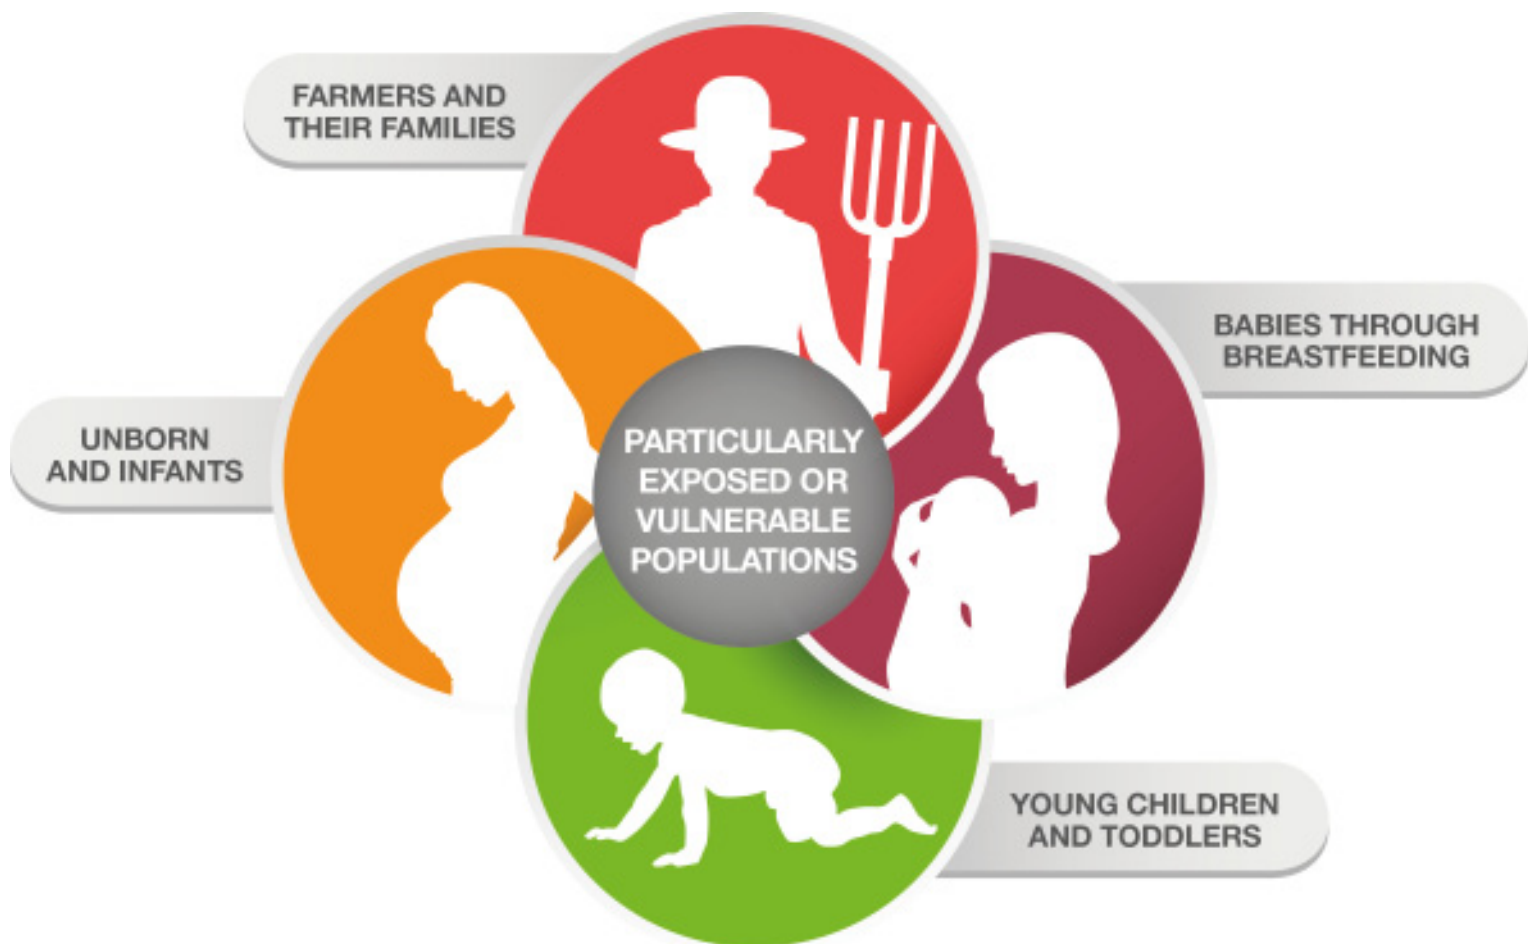 FARMERS AND
THEIR FAMILIES
BABIES THROUGH
BREASTFEEDING
UNBORN
AND INFANTS
PARTICULARLY
EXPOSED OR
VULNERABLE
POPULATIONS
YOUNG CHILDREN
AND TODDLERS